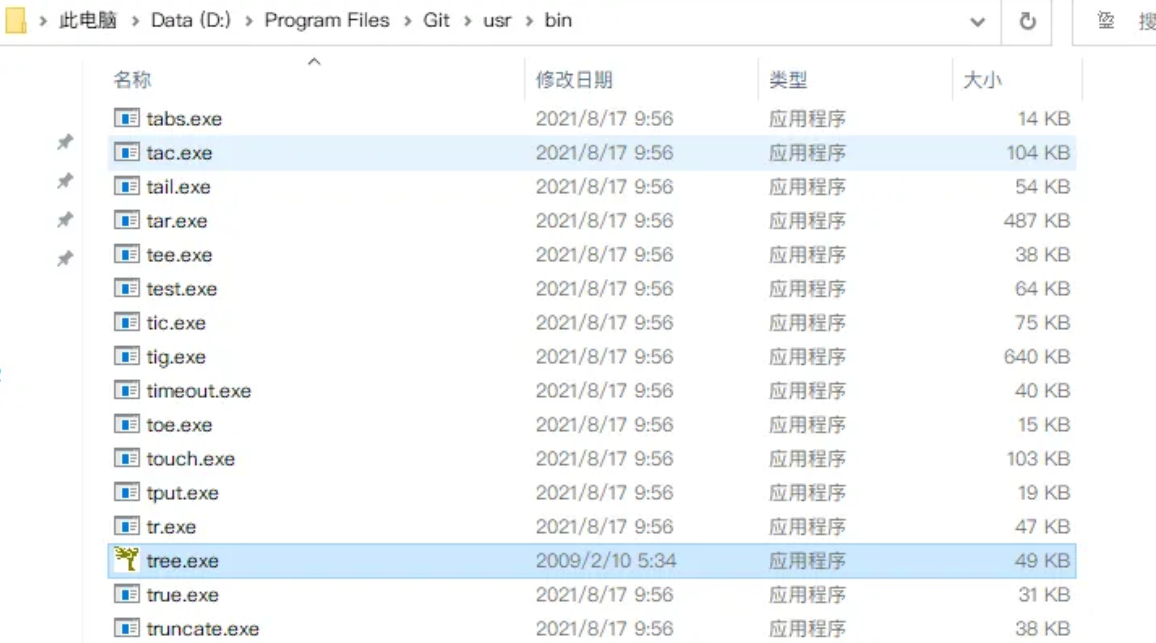 此电脑 > Data (D:) > Program Files > Git > usr > bin
名称 修改日期 类型 大小
tabs.exe 2021/8/17 9:56 应用程序 14 KB
tac.exe 2021/8/17 9:56 应用程序 104 KB
tail.exe 2021/8/17 9:56 应用程序 54 KB
tar.exe 2021/8/17 9:56 应用程序 487 KB
tee.exe 2021/8/17 9:56 应用程序 38 KB
test.exe 2021/8/17 9:56 应用程序 64 KB
tic.exe 2021/8/17 9:56 应用程序 75 KB
tig.exe 2021/8/17 9:56 应用程序 640 KB
timeout.exe 2021/8/17 9:56 应用程序 40 KB
toe.exe 2021/8/17 9:56 应用程序 15 KB
touch.exe 2021/8/17 9:56 应用程序 103 KB
tput.exe 2021/8/17 9:56 应用程序 19 KB
tr.exe 2021/8/17 9:56 应用程序 47 KB
tree.exe 2009/2/10 5:34 应用程序 49 KB
true.exe 2021/8/17 9:56 应用程序 31 KB
truncate.exe 2021/8/17 9:56 应用程序 38 KB